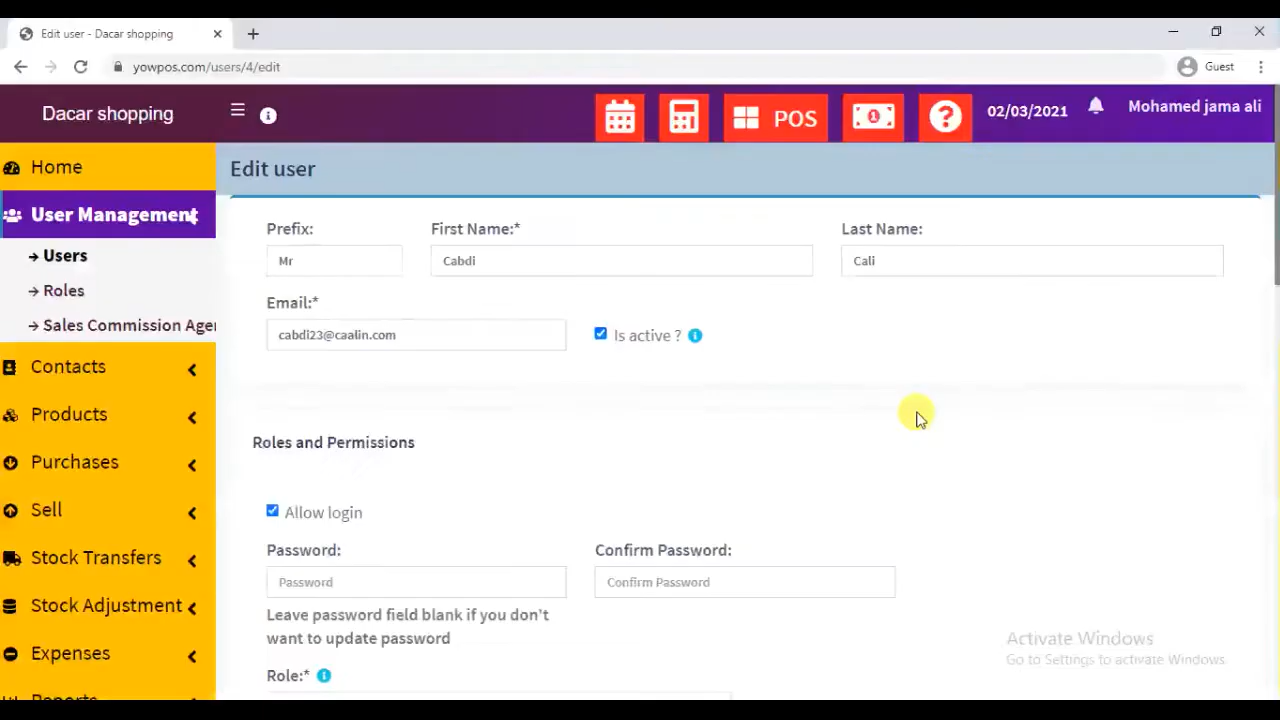 Edit user - Dacar shopping
yowpos.com/users/4/edit
Guest
Dacar shopping
POS
1
02/03/2021
Mohamed jama ali
Home
User Management
Users
Roles
Sales Commission Agen
Contacts
Products
Purchases
Sell
Stock Transfers
Stock Adjustment
Expenses
Reports
Edit user
Prefix:
First Name:*
Last Name:
Mr
Cabdi
Cali
Email:*
cabdi23@caalin.com
Is active ?
Roles and Permissions
Allow login
Password:
Confirm Password:
Password
Confirm Password
Leave password field blank if you don't
want to update password
Role:*
Activate Windows
Go to Settings to activate Windows.